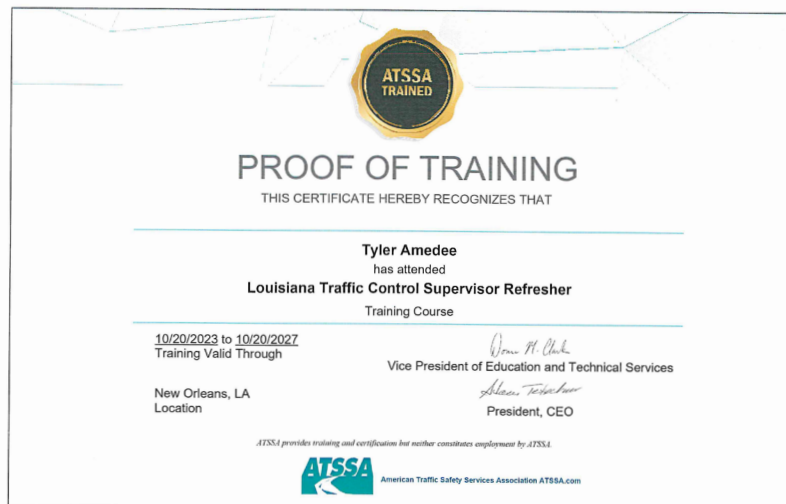 ATSSA
TRAINED
PROOF OF TRAINING
THIS CERTIFICATE HEREBY RECOGNIZES THAT
Tyler Amedee
has attended
Louisiana Traffic Control Supervisor Refresher
Training Course
10/20/2023 to 10/20/2027
Training Valid Through
Vice President of Education and Technical Services
New Orleans, LA
Location
President, CEO
ATSSA provides training and certification but neither constitutes employment by ATSSA.
ATSSA
American Traffic Safety Services Association ATSSA.com